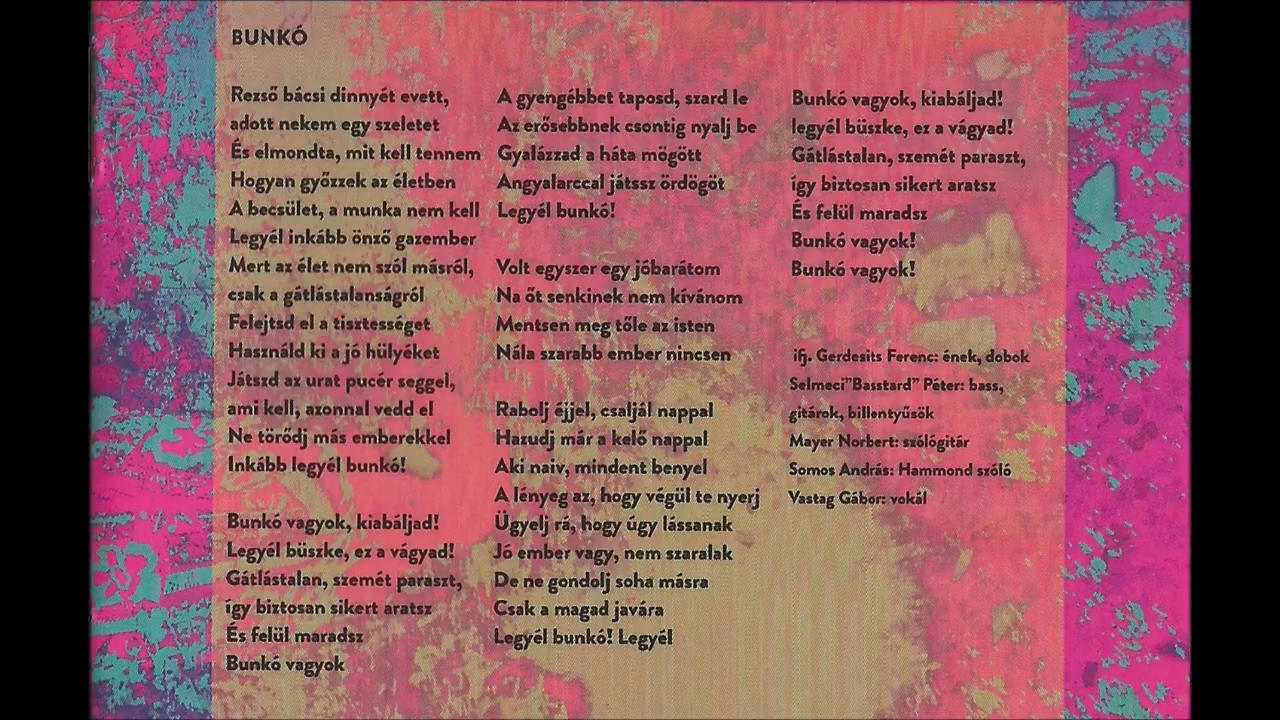 BUNKÓ
Rezső bácsi dinnyét evett,
adott nekem egy szeletet
És elmondta, mit kell tennem
Hogyan győzzek az életben
A becsület, a munka nem kell
Legyél inkább önző gazember
Mert az élet nem szól másról,
csak a gátlástalanságról
Felejtsd el a tisztességet
Használd ki a jó hülyéket
Játszd az urat pucér seggel,
ami kell, azonnal vedd el
Ne törődj más emberekkel
Inkább legyél bunkó!
Bunkó vagyok, kiabáljad!
Legyél büszke, ez a vágyad!
Gátlástalan, szemét paraszt,
így biztosan sikert aratsz
És felül maradsz
Bunkó vagyok
A gyengébbet taposd, szard le
Az erősebbnek csontig nyalj be
Gyalázzad a háta mögött
Angyalarccal játssz ördögöt
Legyél bunkó!
Volt egyszer egy jóbarátom
Na őt senkinek nem kívánom
Mentsen meg tőle az isten
Nála szarabb ember nincsen
Rabolj éjjel, csaljál nappal
Hazudj már a kelő nappal
Aki naiv, mindent benyel
A lényeg az, hogy végül te nyerj
Ügyelj rá, hogy úgy lássanak
Jó ember vagy, nem szaralak
De ne gondolj soha másra
Csak a magad javára
Legyél bunkó! Legyél
Bunkó vagyok, kiabáljad!
legyél büszke, ez a vágyad!
Gátlástalan, szemét paraszt,
így biztosan sikert aratsz
És felül maradsz
Bunkó vagyok!
Bunkó vagyok!
ifj. Gerdesits Ferenc: ének, dobok
Selmeci"Basstard" Péter: bass,
gitárok, billentyűsök
Mayer Norbert: szólógitár
Somos András: Hammond szóló
Vastag Gábor: vokál